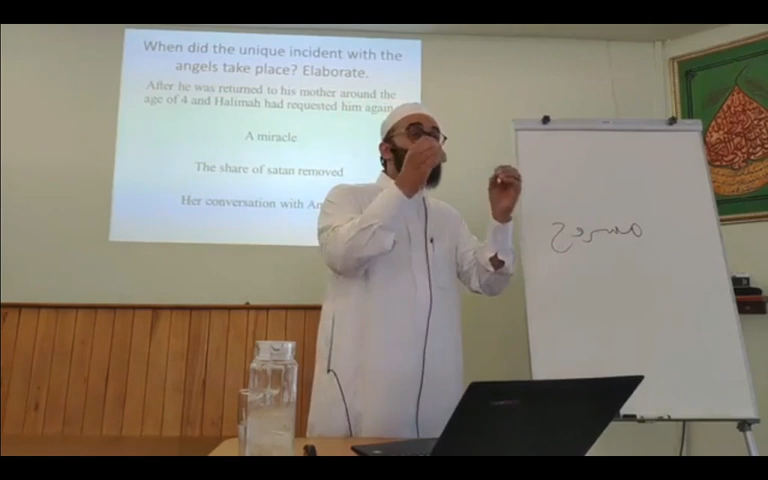 When did the unique incident with the
angels take place? Elaborate.
After he was returned to his mother around the
age of 4 and Halimah had requested him again
A miracle
The share of satan removed
Her conversation with
مسروح